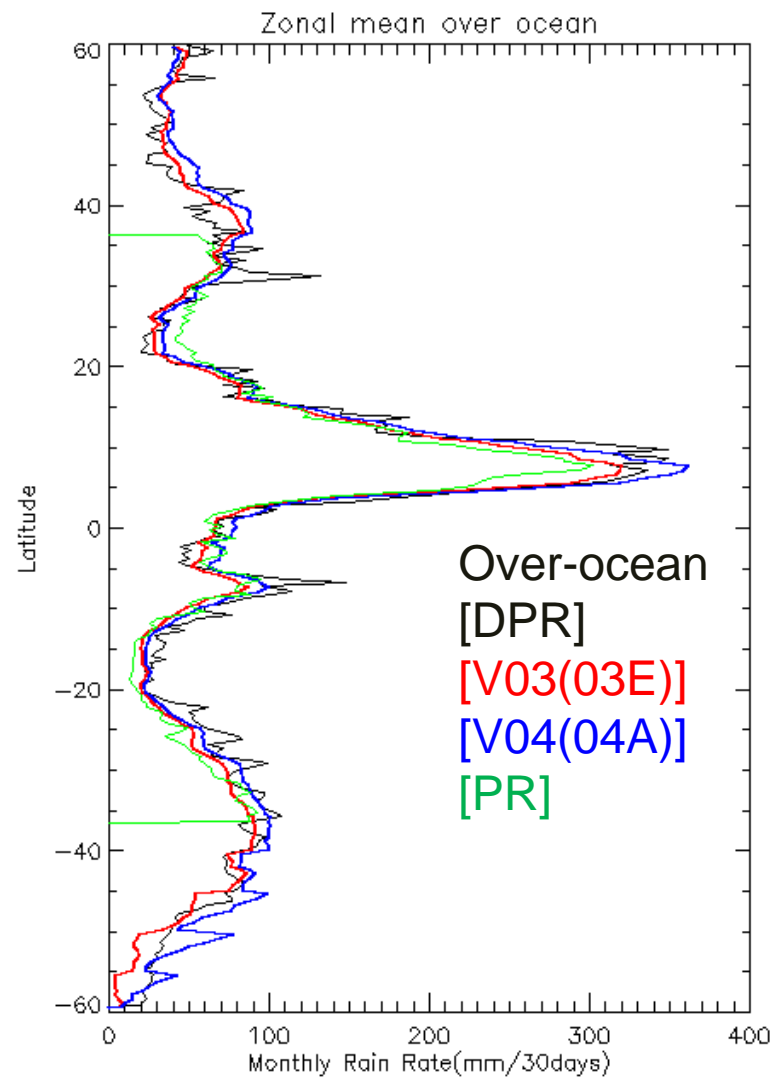 Zonal mean over ocean
60
40
20
0
−20
−40
−60
Latitude
Over-ocean
[DPR]
[V03(03E)]
[V04(04A)]
[PR]
0 100 200 300 400
Monthly Rain Rate(mm/30days)